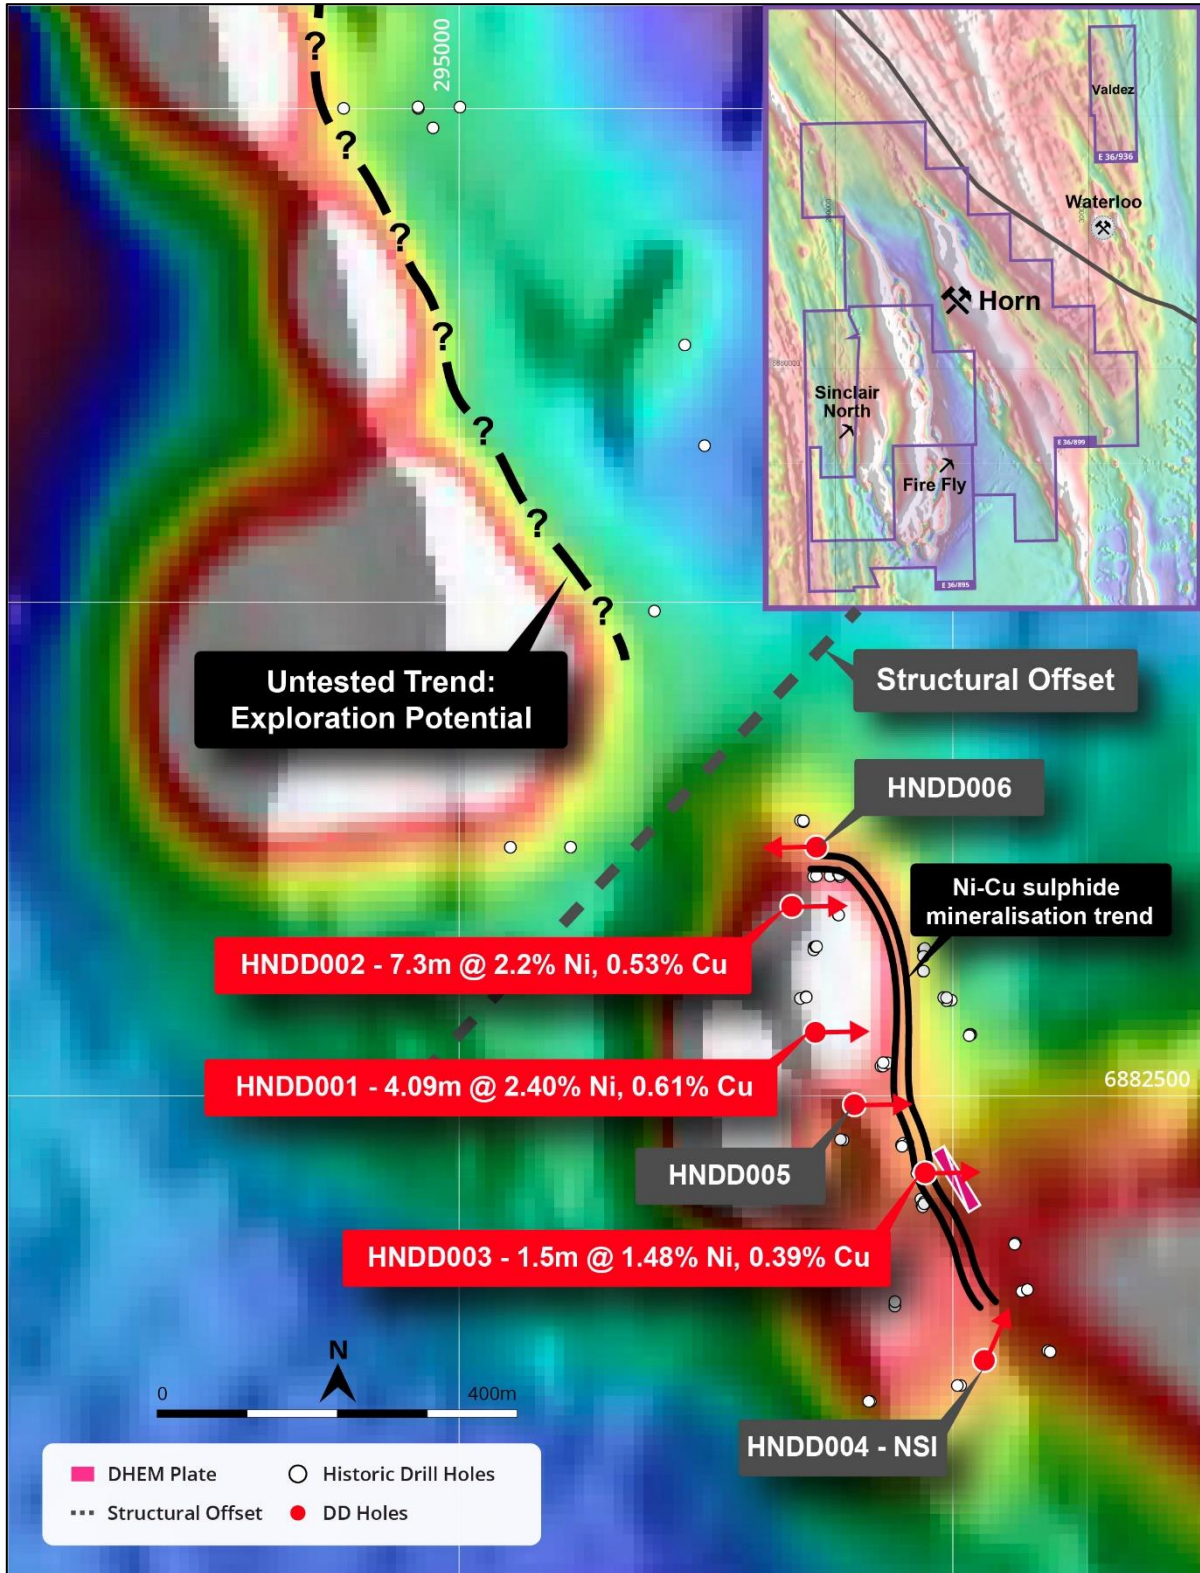 295000
?
?
?
?
?
?
?
Valdez
E 36/936
Waterloo
Horn
Sinclair
North
Fire Fly
E 36/899
E 36/895
Untested Trend:
Exploration Potential
Structural Offset
HNDD006
Ni-Cu sulphide
mineralisation trend
HNDD002 - 7.3m @ 2.2% Ni, 0.53% Cu
HNDD001 - 4.09m @ 2.40% Ni, 0.61% Cu
6882500
HNDD005
HNDD003 - 1.5m @ 1.48% Ni, 0.39% Cu
HNDD004 - NSI
N
0 400m
DHEM Plate
Historic Drill Holes
Structural Offset
DD Holes